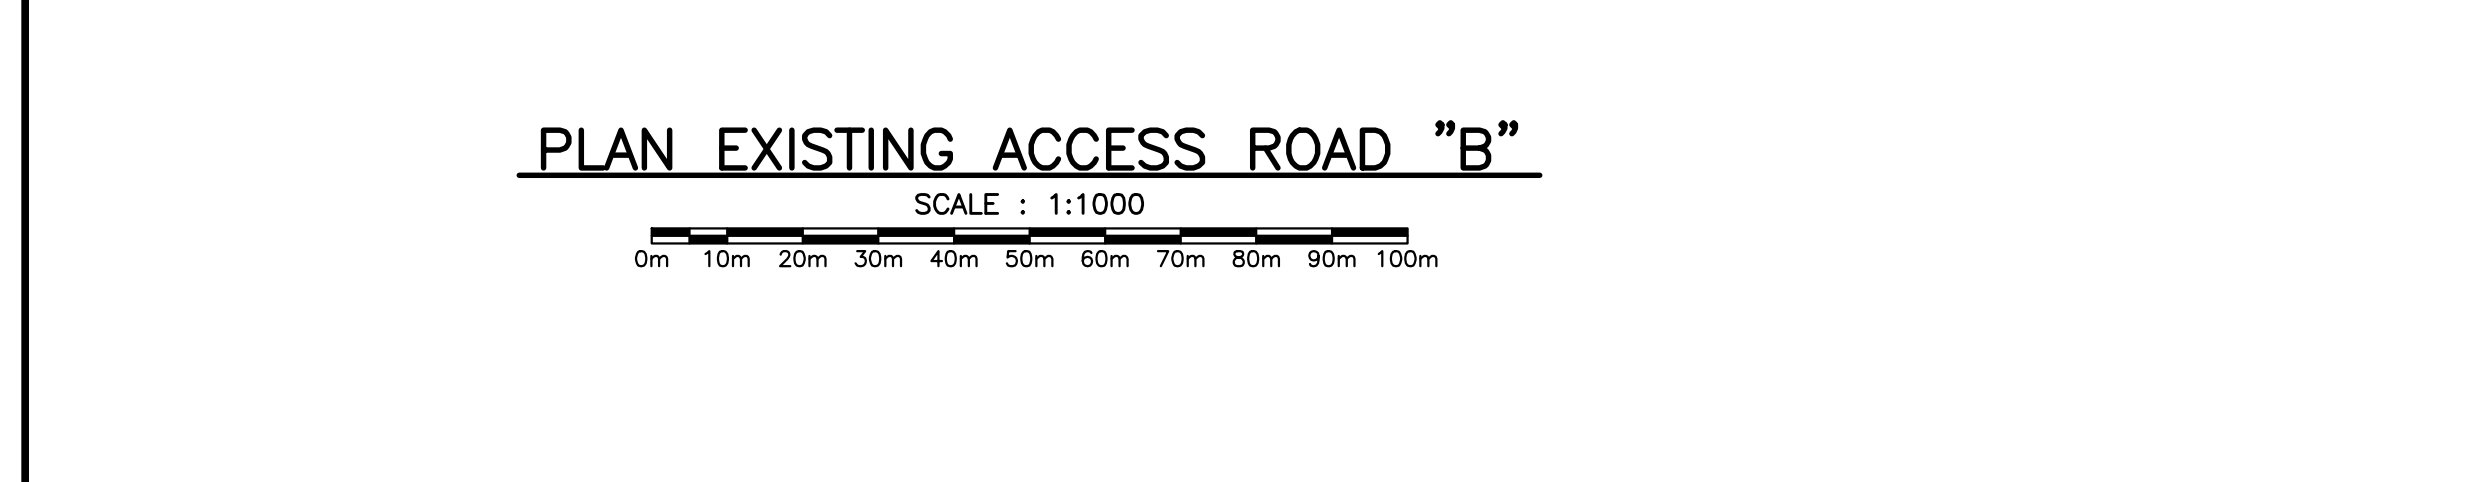 PLAN EXISTING ACCESS ROAD ”B”
SCALE : 1:1000
0m 10m 20m 30m 40m 50m 60m 70m 80m 90m 100m